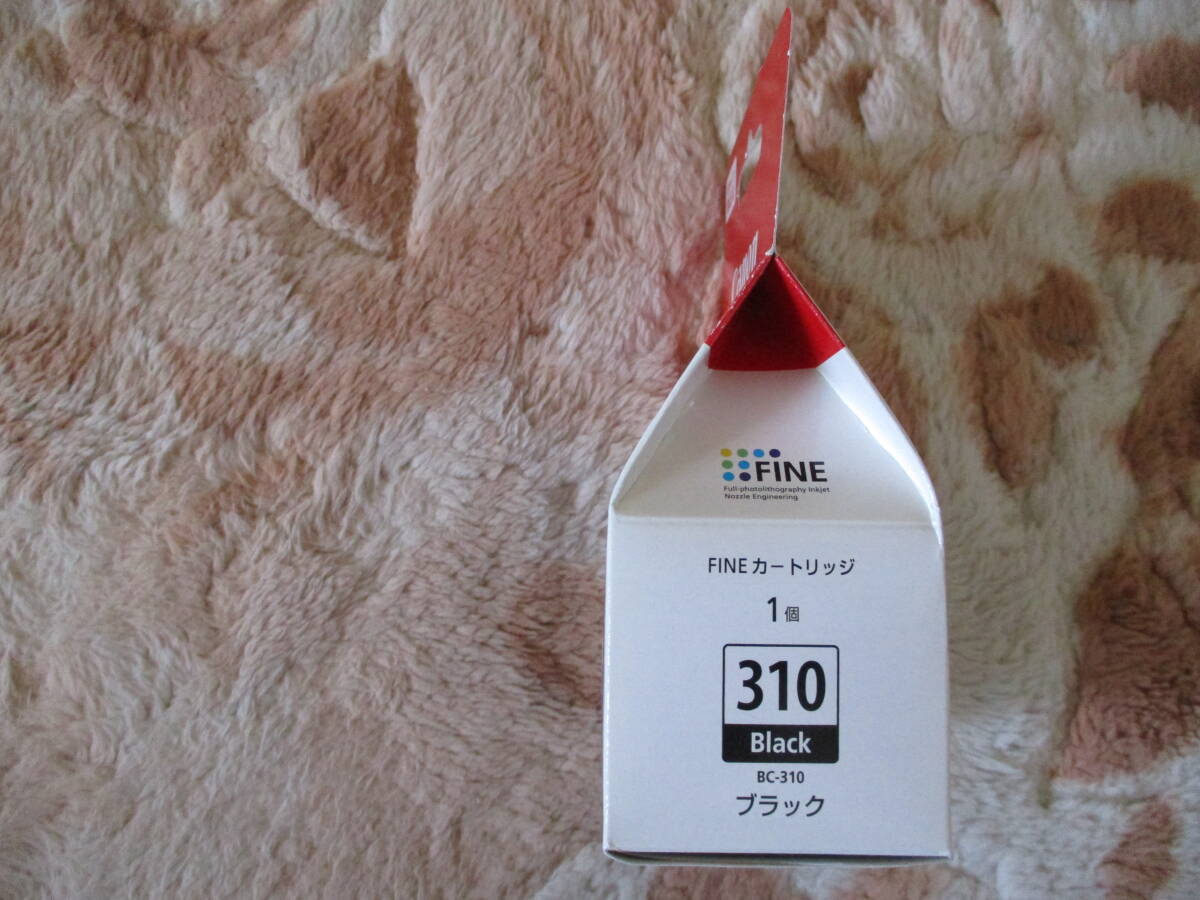 Canon
FINE
Full-photolithography Inkjet
Nozzle Engineering
FINEカートリッジ
1個
310
Black
BC-310
ブラック